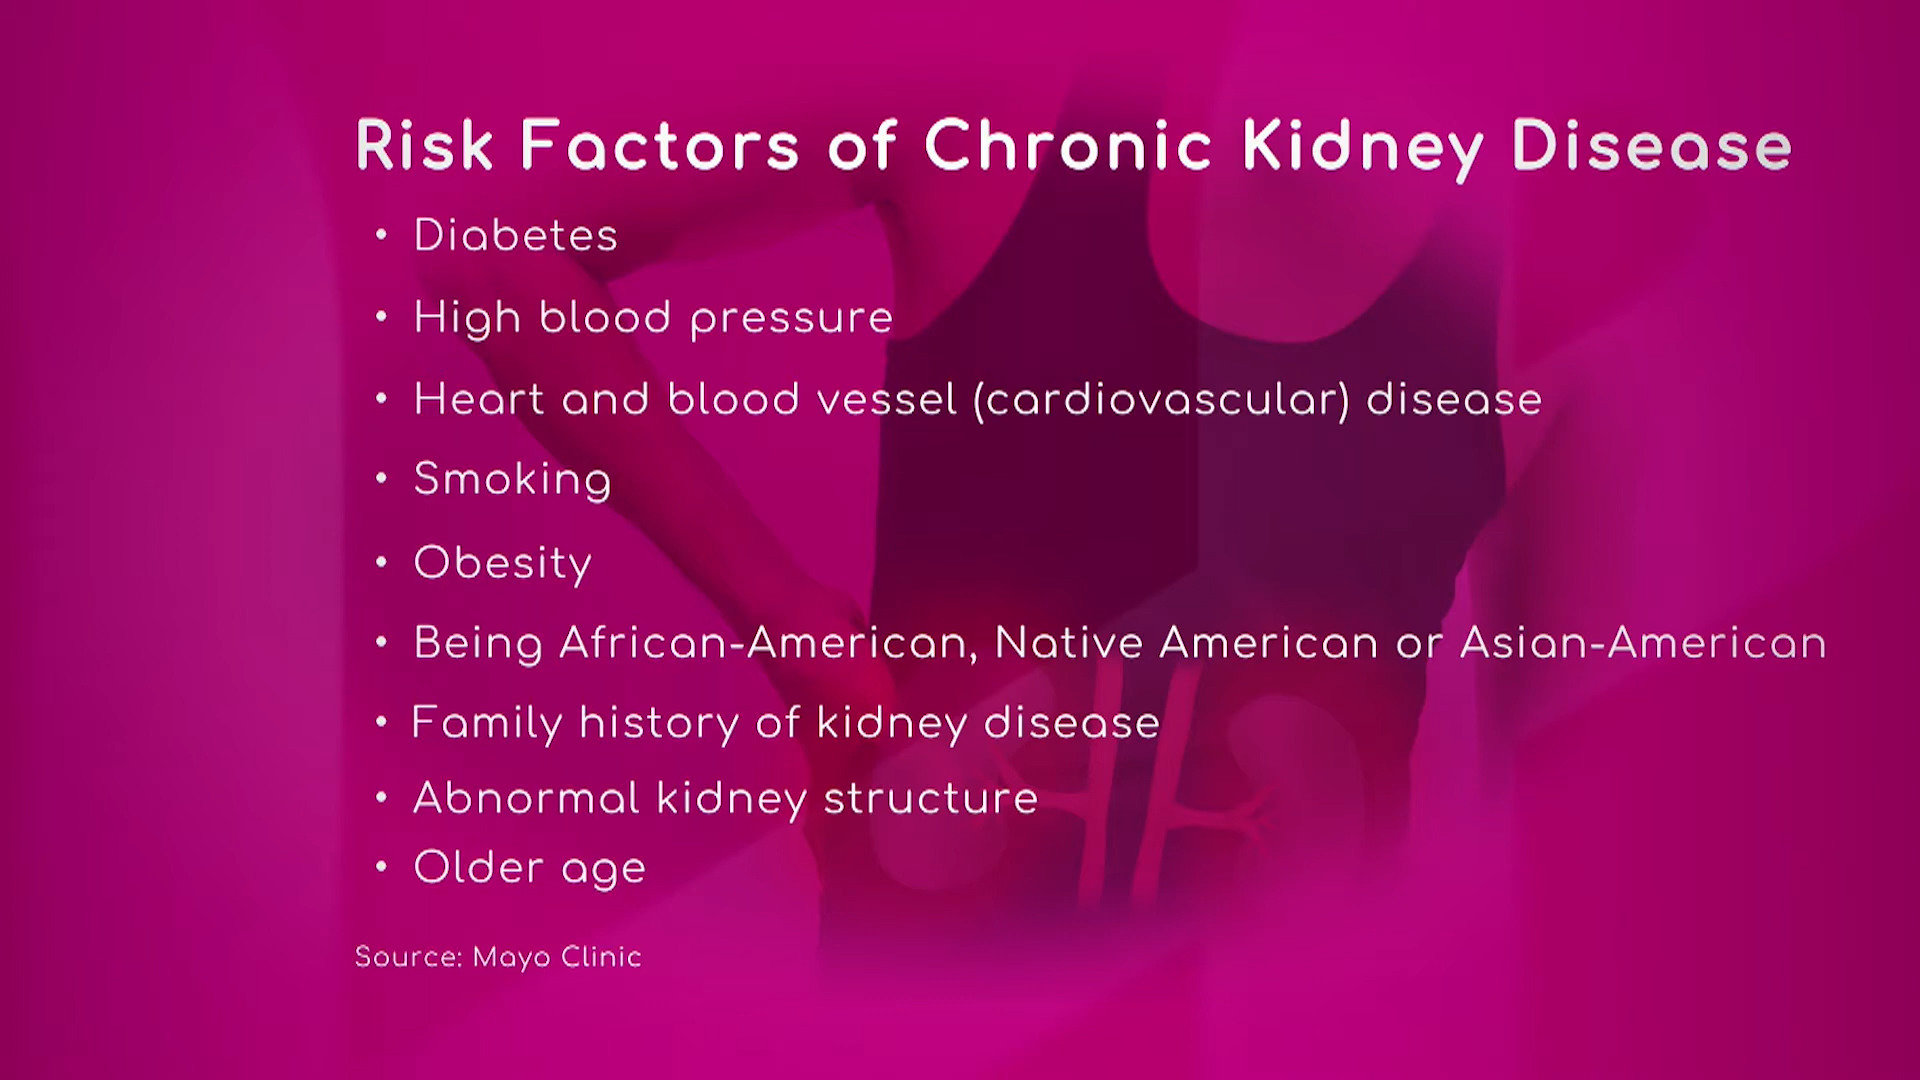 Risk Factors of Chronic Kidney Disease
• Diabetes
• High blood pressure
• Heart and blood vessel (cardiovascular) disease
• Smoking
• Obesity
• Being African-American, Native American or Asian-American
• Family history of kidney disease
• Abnormal kidney structure
• Older age
Source: Mayo Clinic